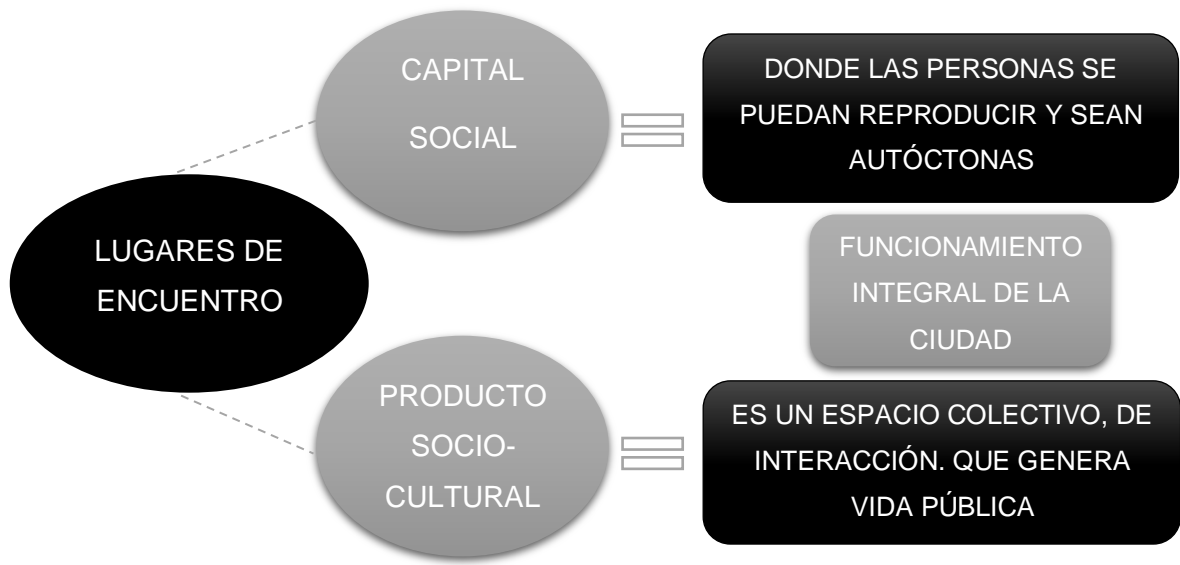 LUGARES DE
ENCUENTRO
CAPITAL
SOCIAL
DONDE LAS PERSONAS SE
PUEDAN REPRODUCIR Y SEAN
AUTÓCTONAS
FUNCIONAMIENTO
INTEGRAL DE LA
CIUDAD
PRODUCTO
SOCIO-
CULTURAL
ES UN ESPACIO COLECTIVO, DE
INTERACCIÓN. QUE GENERA
VIDA PÚBLICA